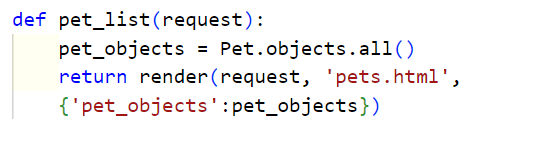 def pet_list(request):
    pet_objects = Pet.objects.all()
    return render(request, 'pets.html',
    {'pet_objects':pet_objects})